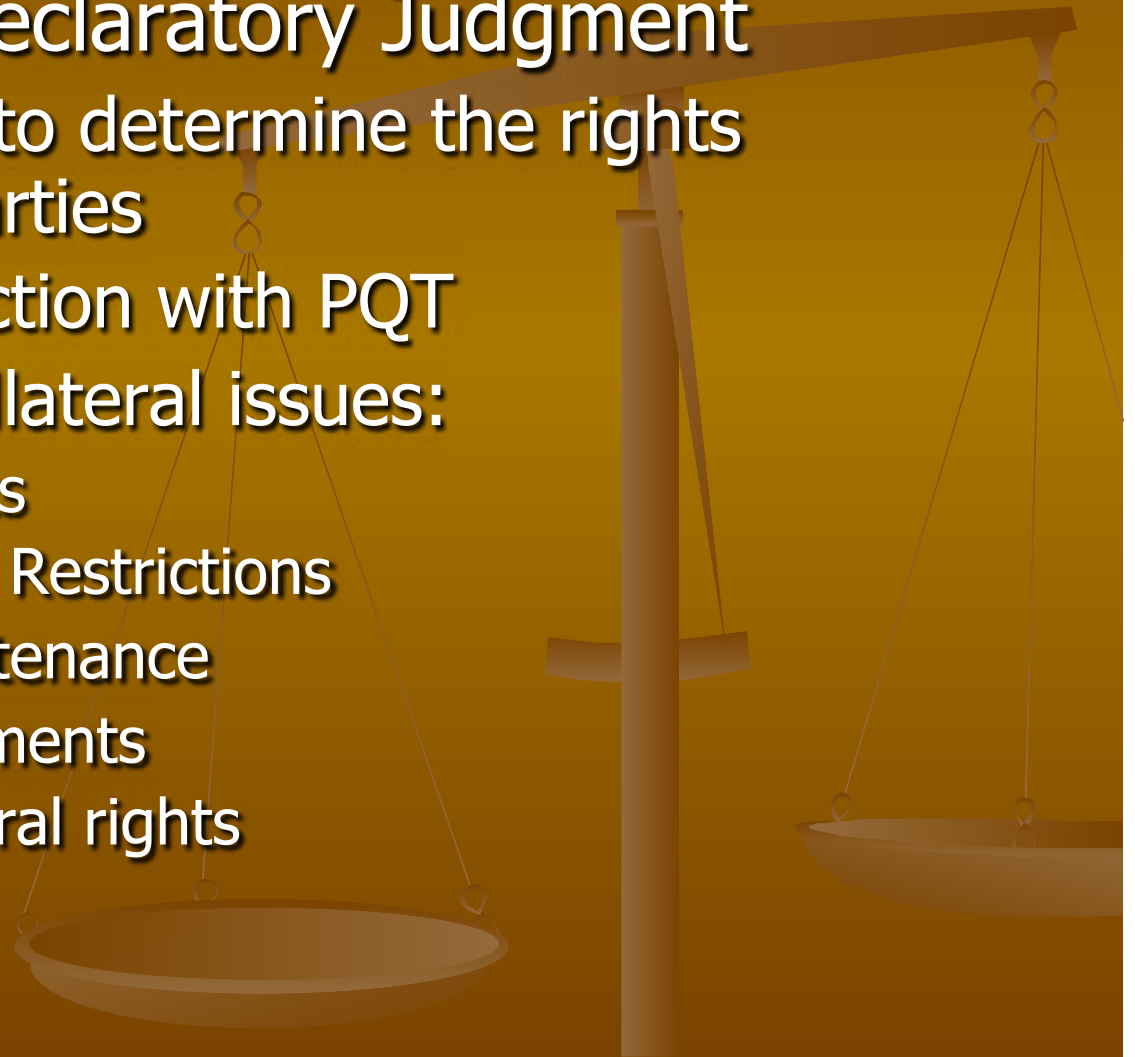 eclaratory Judgment
to determine the rights
rties
ction with PQT
lateral issues:
s
Restrictions
tenance
ments
ral rights